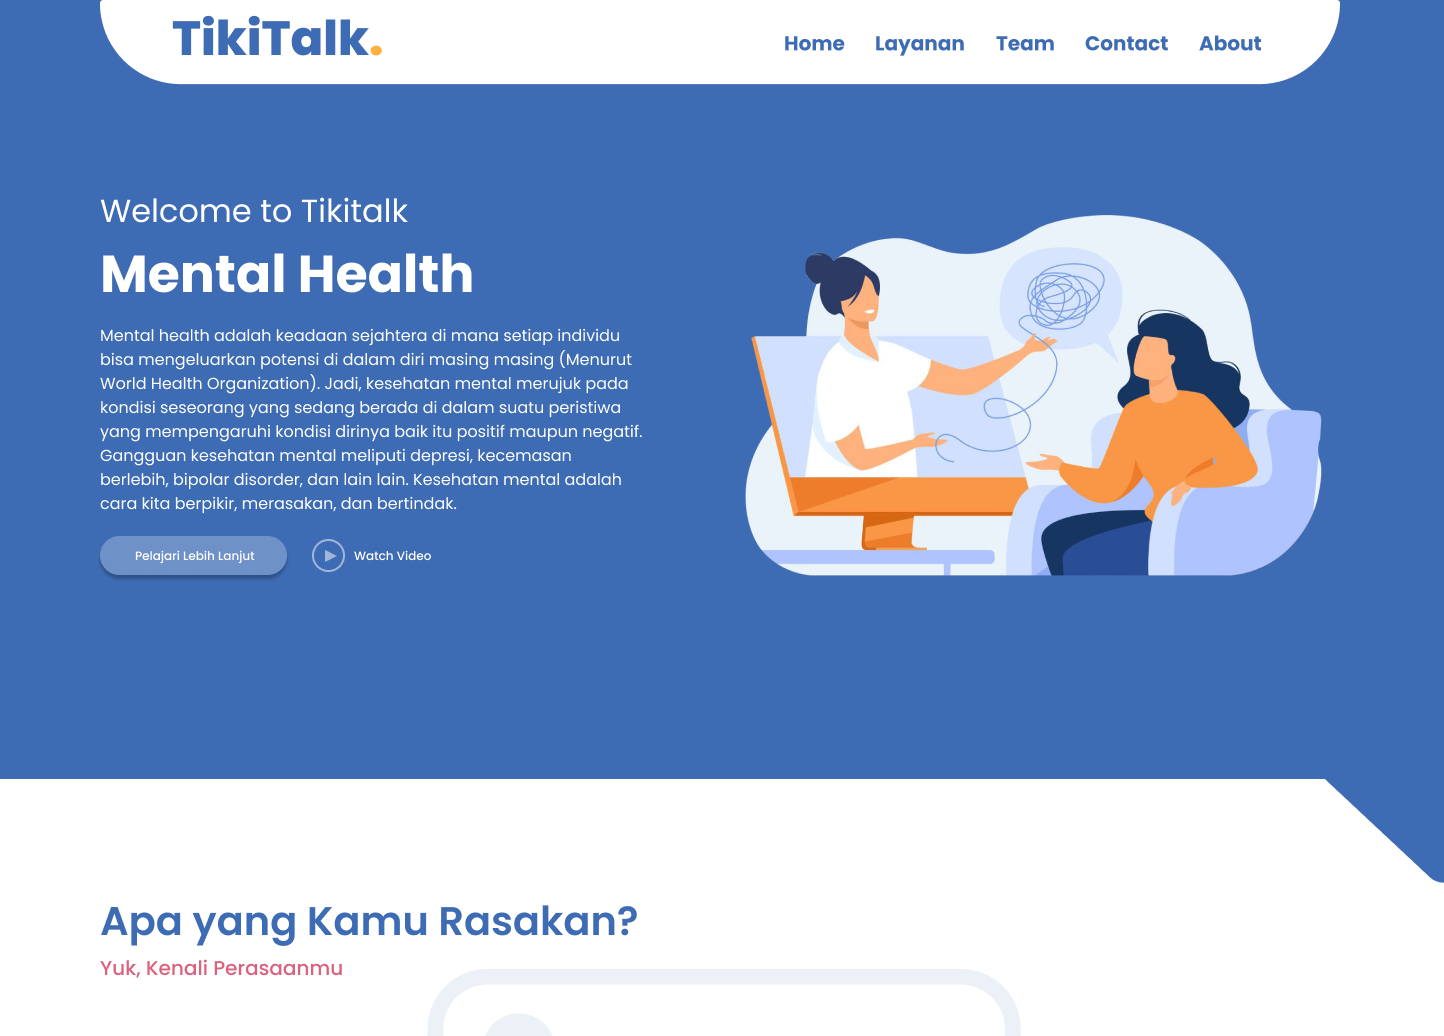 TikiTalk.
Home Layanan Team Contact About
Welcome to Tikitalk
Mental Health
Mental health adalah keadaan sejahtera di mana setiap individu
bisa mengeluarkan potensi di dalam diri masing masing (Menurut
World Health Organization). Jadi, kesehatan mental merujuk pada
kondisi seseorang yang sedang berada di dalam suatu peristiwa
yang mempengaruhi kondisi dirinya baik itu positif maupun negatif.
Gangguan kesehatan mental meliputi depresi, kecemasan
berlebih, bipolar disorder, dan lain lain. Kesehatan mental adalah
cara kita berpikir, merasakan, dan bertindak.
Pelajari Lebih Lanjut
Watch Video
Apa yang Kamu Rasakan?
Yuk, Kenali Perasaanmu